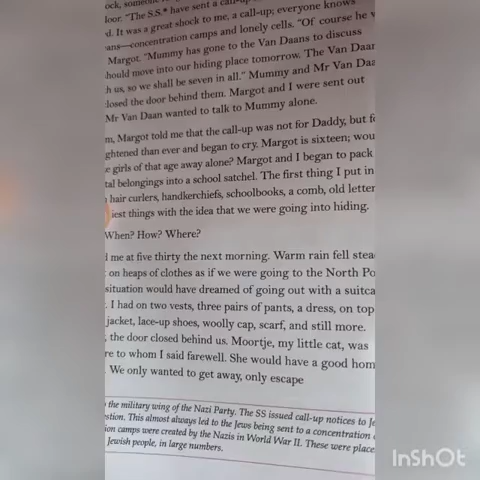 ock, someone
loor. "The S.S.* have sent a call-up
d. It was a great shock to me, a call-up; everyone knows
ans—concentration camps and lonely cells. "Of course he w
Margot. "Mummy has gone to the Van Daans to discuss
hould move into our hiding place tomorrow. The Van Daan
h us, so we shall be seven in all." Mummy and Mr Van Daa
losed the door behind them. Margot and I were sent out
Mr Van Daan wanted to talk to Mummy alone.
m, Margot told me that the call-up was not for Daddy, but fo
ghtened than ever and began to cry. Margot is sixteen; wou
e girls of that age away alone? Margot and I began to pack
tal belongings into a school satchel. The first thing I put in
hair curlers, handkerchiefs, schoolbooks, a comb, old letter
iest things with the idea that we were going into hiding.
When? How? Where?
d me at five thirty the next morning. Warm rain fell stea
on heaps of clothes as if we were going to the North Po
situation would have dreamed of going out with a suitca
. I had on two vests, three pairs of pants, a dress, on top
jacket, lace-up shoes, woolly cap, scarf, and still more.
, the door closed behind us. Moortje, my little cat, was
re to whom I said farewell. She would have a good hom
. We only wanted to get away, only escape
the military wing of the Nazi Party. The SS issued call-up notices to Je
stion. This almost always led to the Jews being sent to a concentration
ion camps were created by the Nazis in World War II. These were place
Jewish people, in large numbers.
InShOt